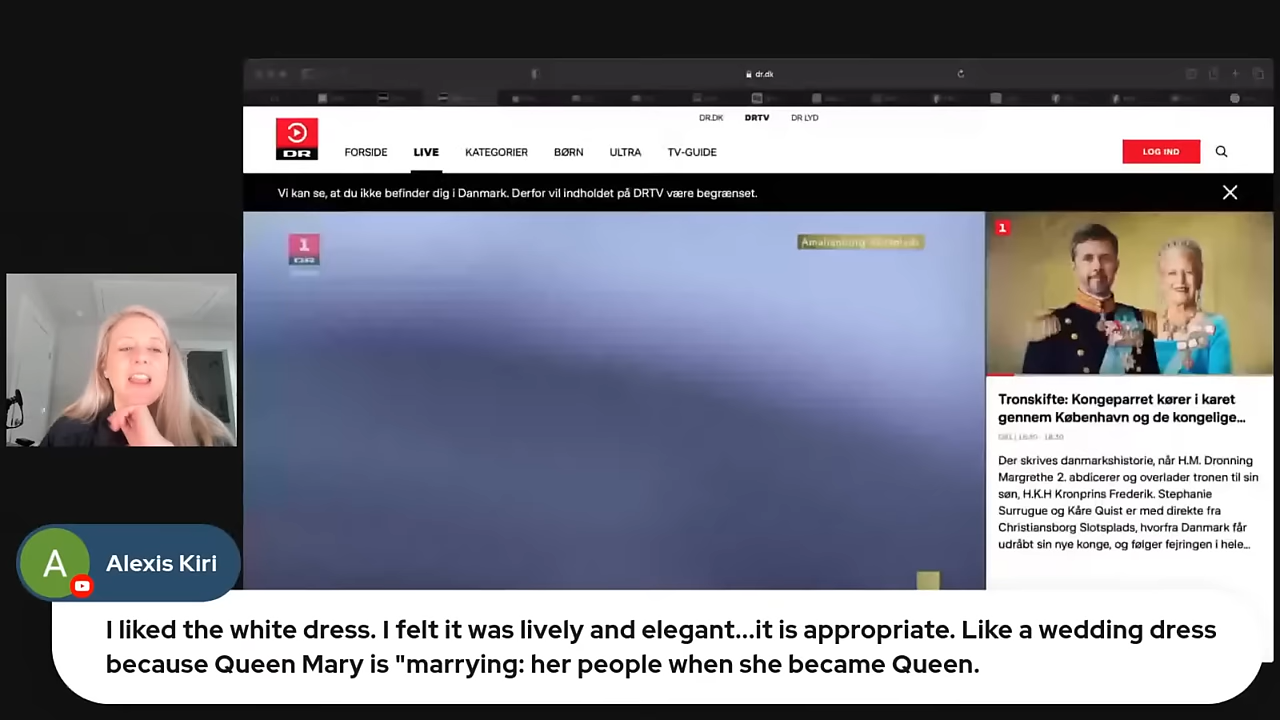 dr.dk
DR.DK DRTV DR LYD
DR
FORSIDE LIVE KATEGORIER BØRN ULTRA TV-GUIDE
LOG IND
Vi kan se, at du ikke befinder dig i Danmark. Derfor vil indholdet på DRTV være begrænset.
1
DR
1
Tronskifte: Kongeparret kører i karet
gennem København og de kongelige...
Der skrives danmarkshistorie, når H.M. Dronning
Margrethe 2. abdicerer og overlader tronen til sin
søn, H.K.H Kronprins Frederik. Stephanie
Surrugue og Kåre Quist er med direkte fra
Christiansborg Slotsplads, hvorfra Danmark får
udråbt sin nye konge, og følger fejringen i hele...
A
Alexis Kiri
I liked the white dress. I felt it was lively and elegant...it is appropriate. Like a wedding dress
because Queen Mary is "marrying: her people when she became Queen.